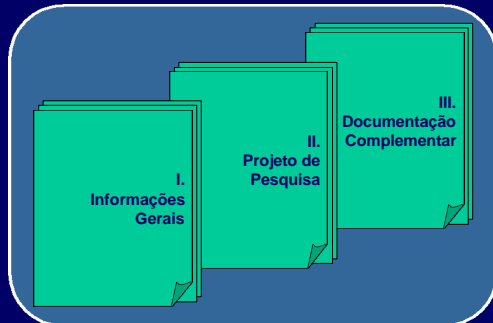 I.
Informações
Gerais
II.
Projeto de
Pesquisa
III.
Documentação
Complementar